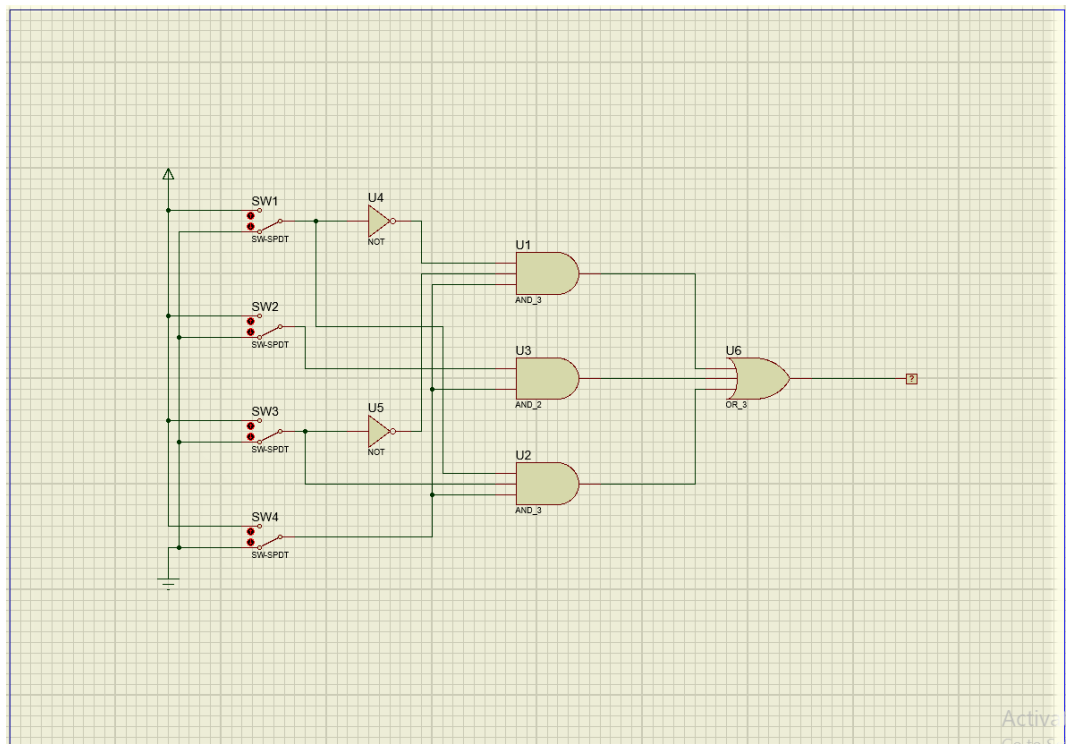 SW1
SW-SPDT
U4
NOT
U1
AND_3
SW2
SW-SPDT
U3
AND_2
U6
OR_3
?
SW3
SW-SPDT
U5
NOT
U2
AND_3
SW4
SW-SPDT
Activa